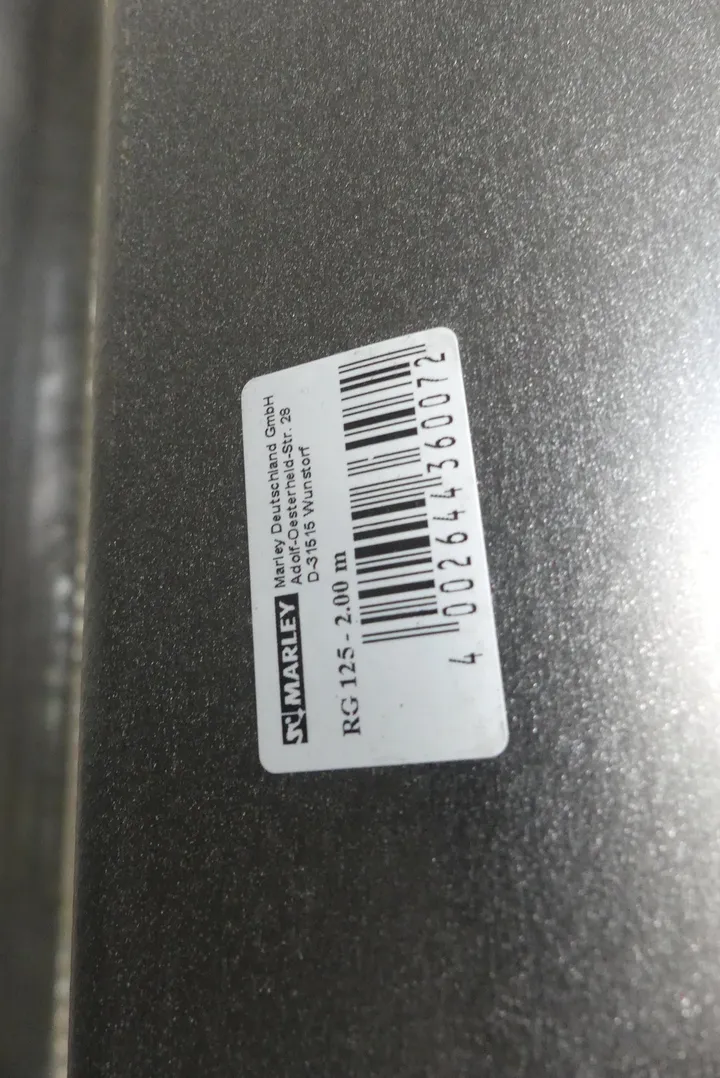 MARLEY
Marley Deutschland GmbH
Adolf-Oesterheld-Str. 28
D-31515 Wunstorf
RG 125 - 2.00 m
4 002644 360072